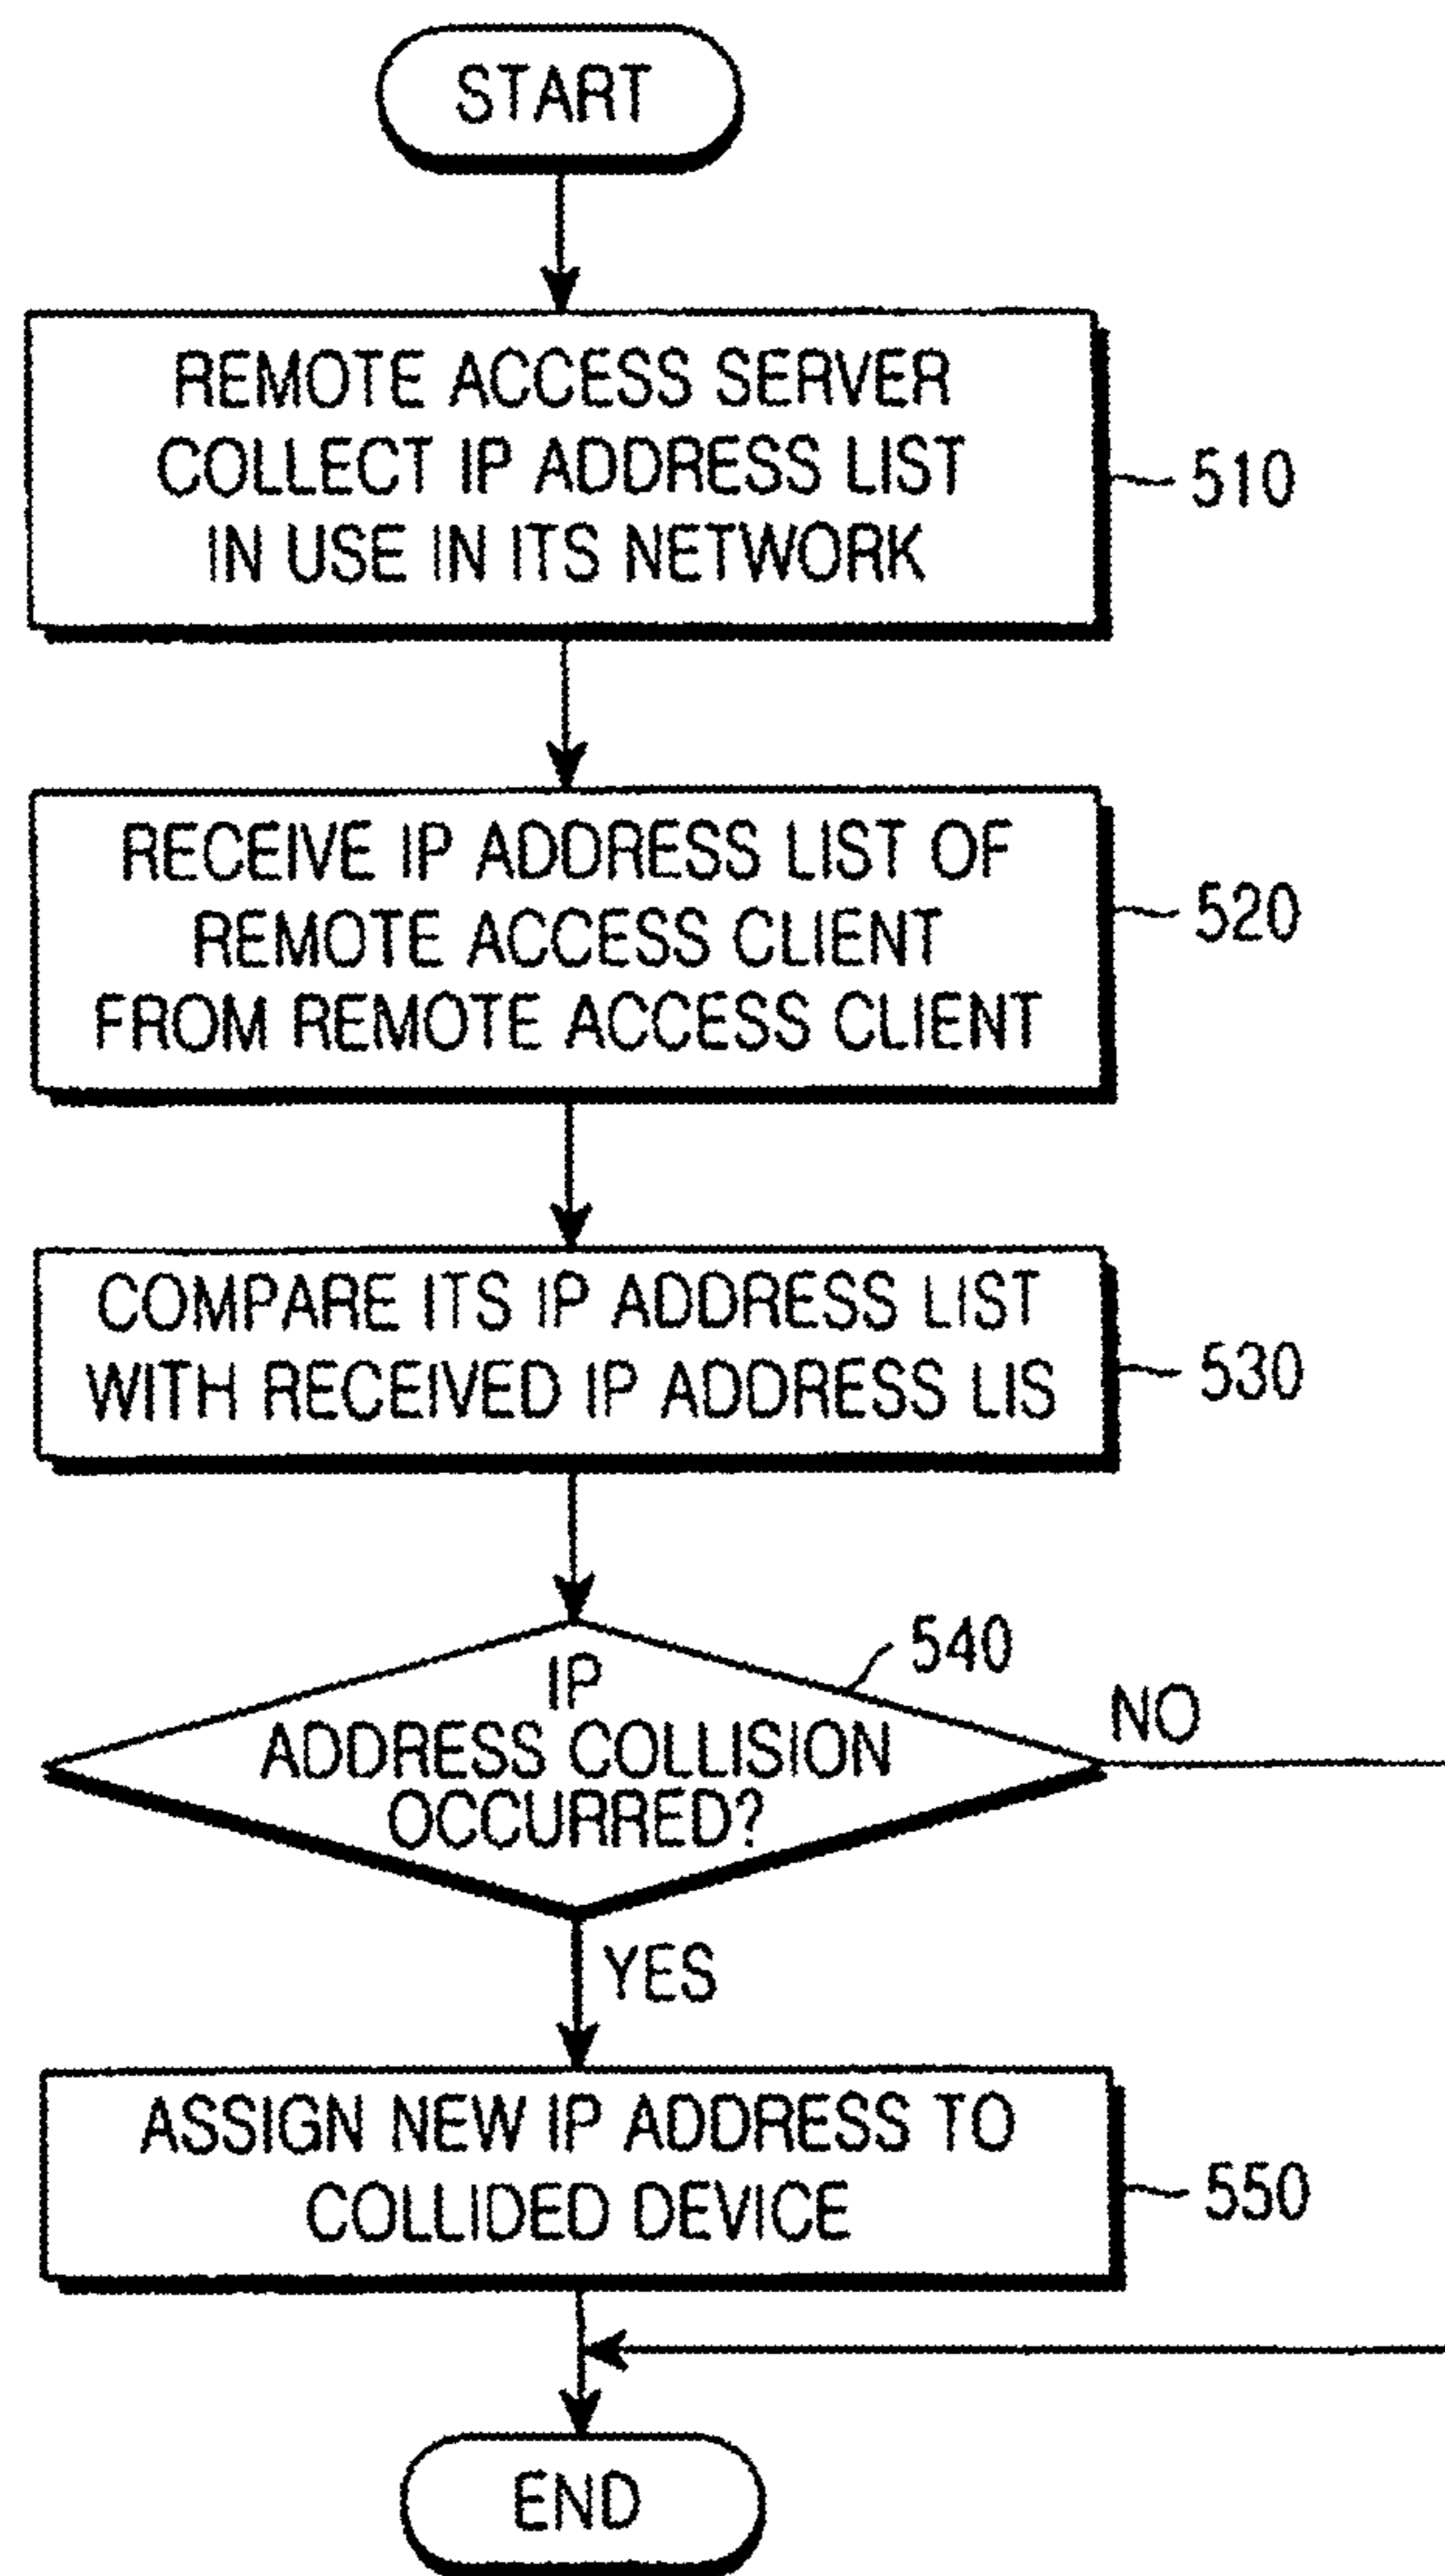 START
REMOTE ACCESS SERVER
COLLECT IP ADDRESS LIST
IN USE IN ITS NETWORK
510
RECEIVE IP ADDRESS LIST OF
REMOTE ACCESS CLIENT
FROM REMOTE ACCESS CLIENT
520
COMPARE ITS IP ADDRESS LIST
WITH RECEIVED IP ADDRESS LIS
530
IP
ADDRESS COLLISION
OCCURRED?
540
NO
YES
ASSIGN NEW IP ADDRESS TO
COLLIDED DEVICE
550
END